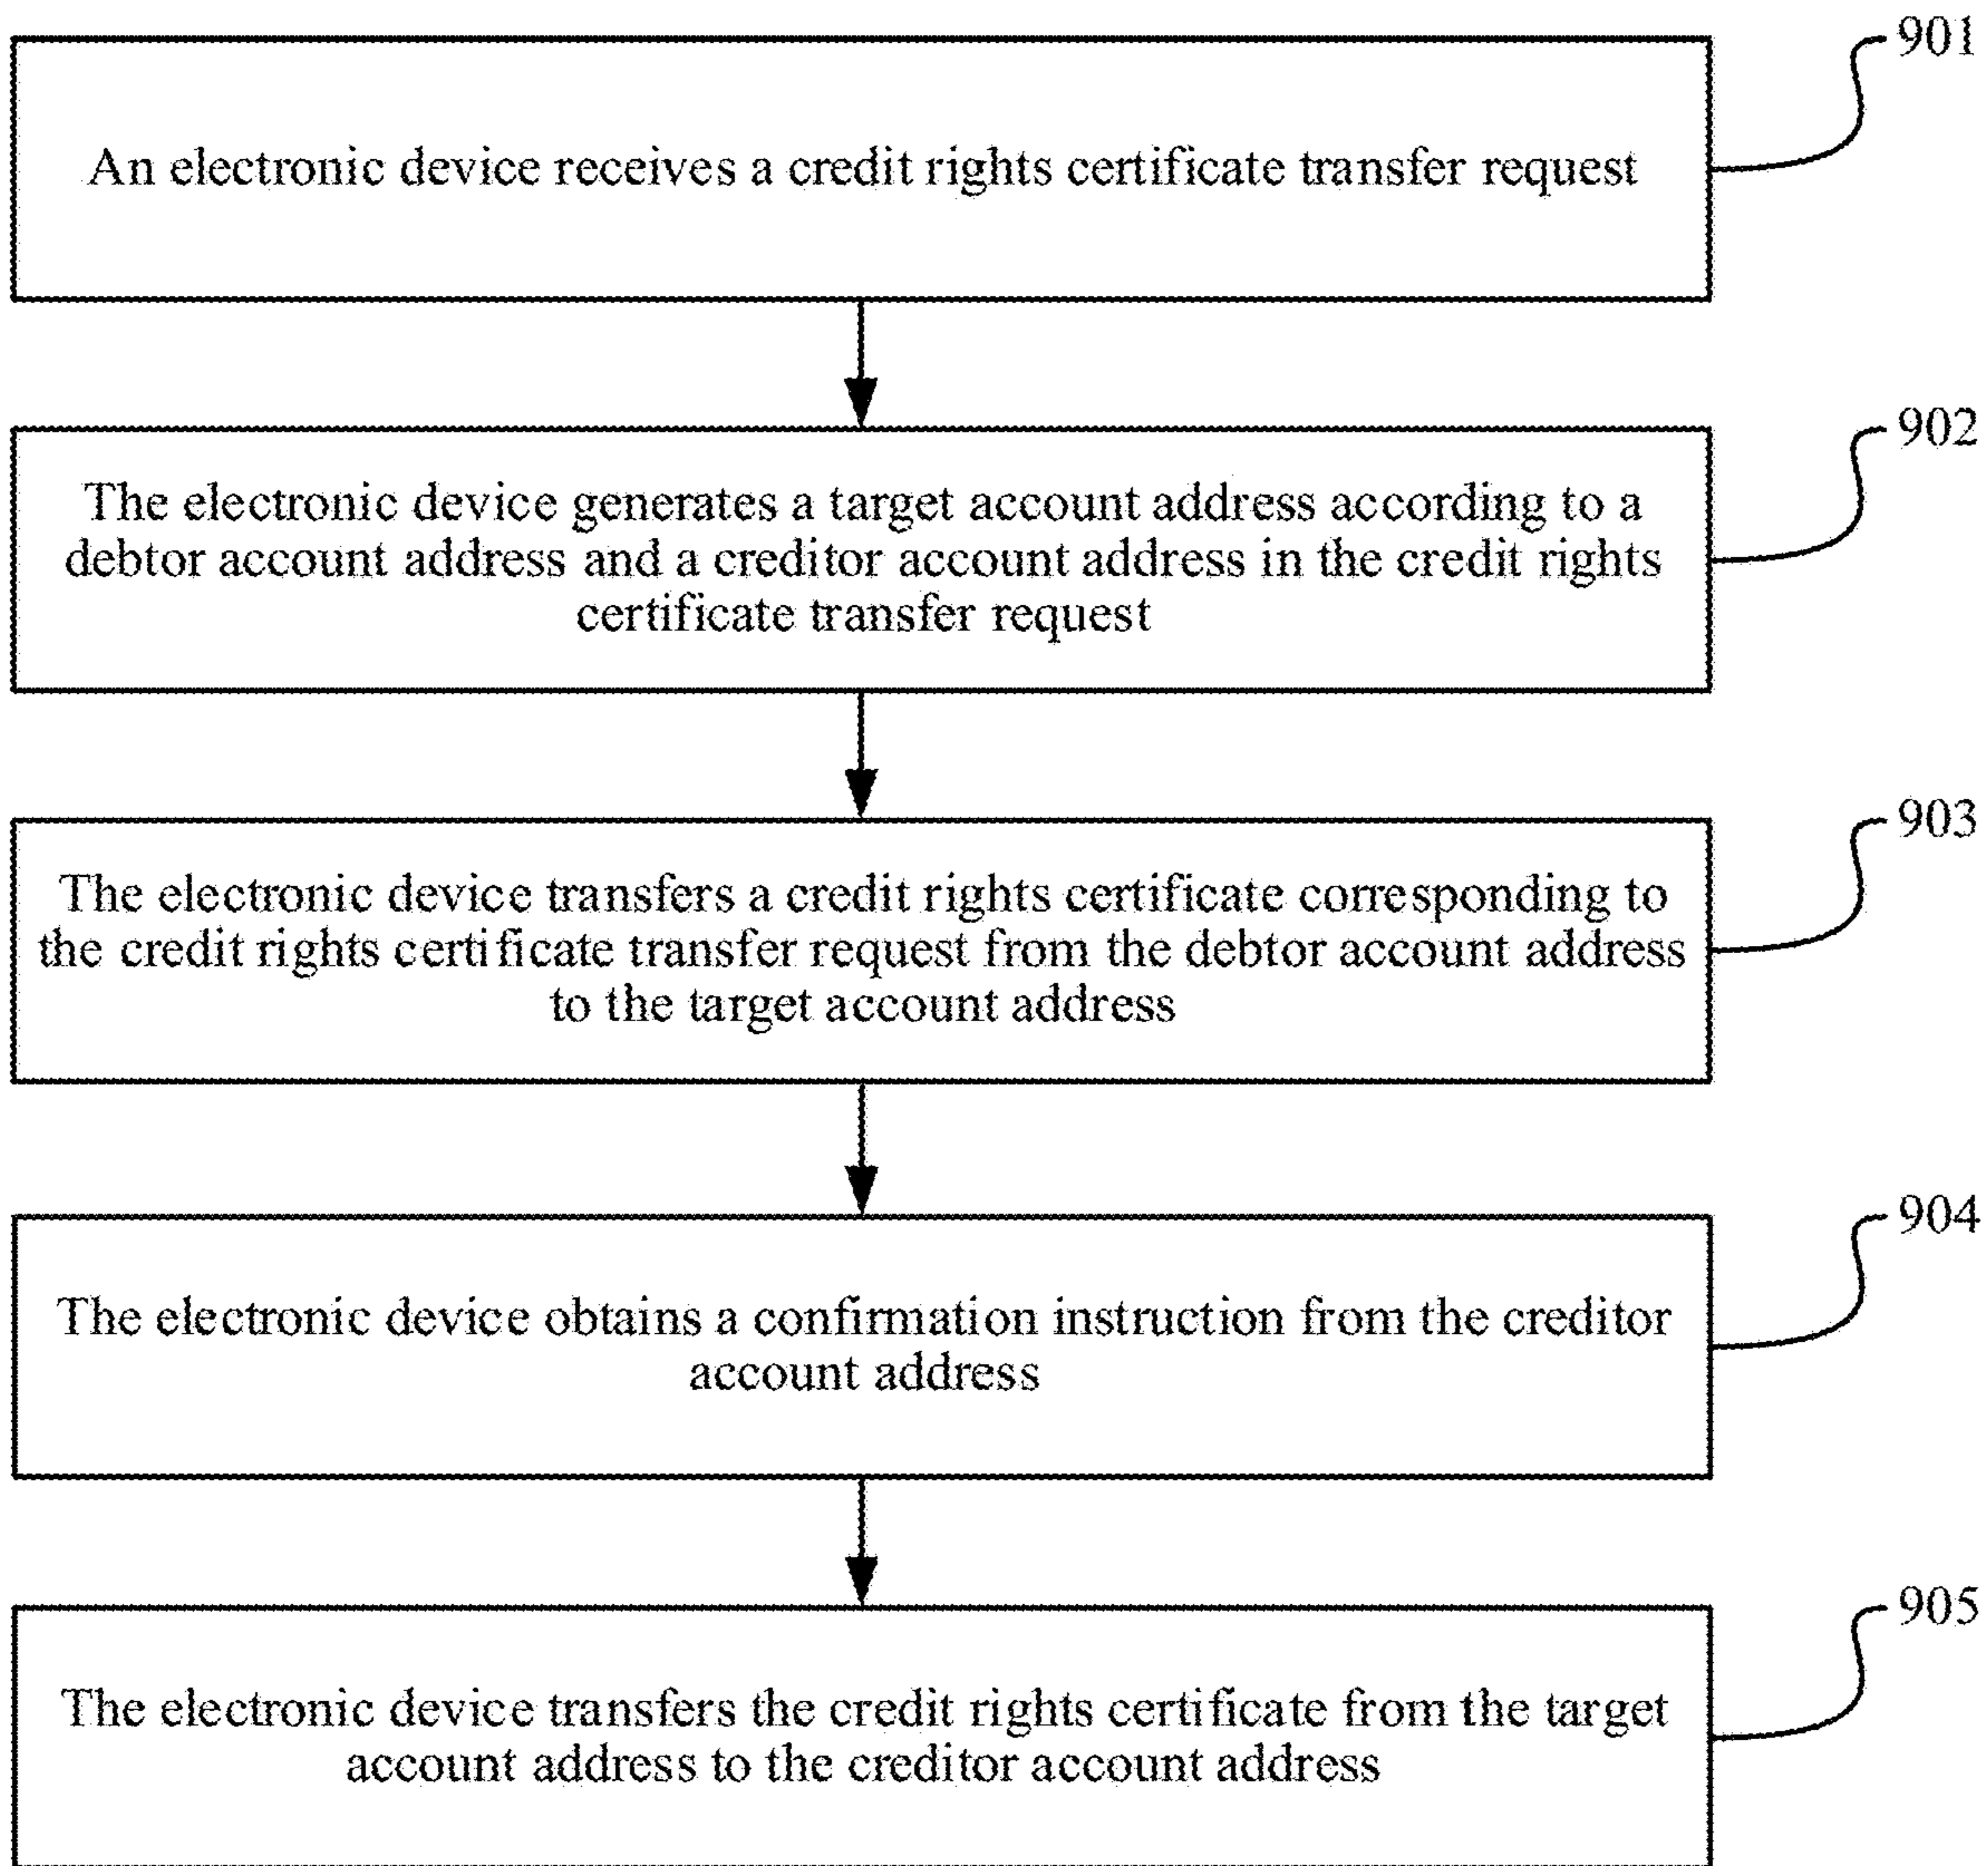 901
An electronic device receives a credit rights certificate transfer request
902
The electronic device generates a target account address according to a
debtor account address and a creditor account address in the credit rights
certificate transfer request
903
The electronic device transfers a credit rights certificate corresponding to
the credit rights certificate transfer request from the debtor account address
to the target account address
904
The electronic device obtains a confirmation instruction from the creditor
account address
905
The electronic device transfers the credit rights certificate from the target
account address to the creditor account address